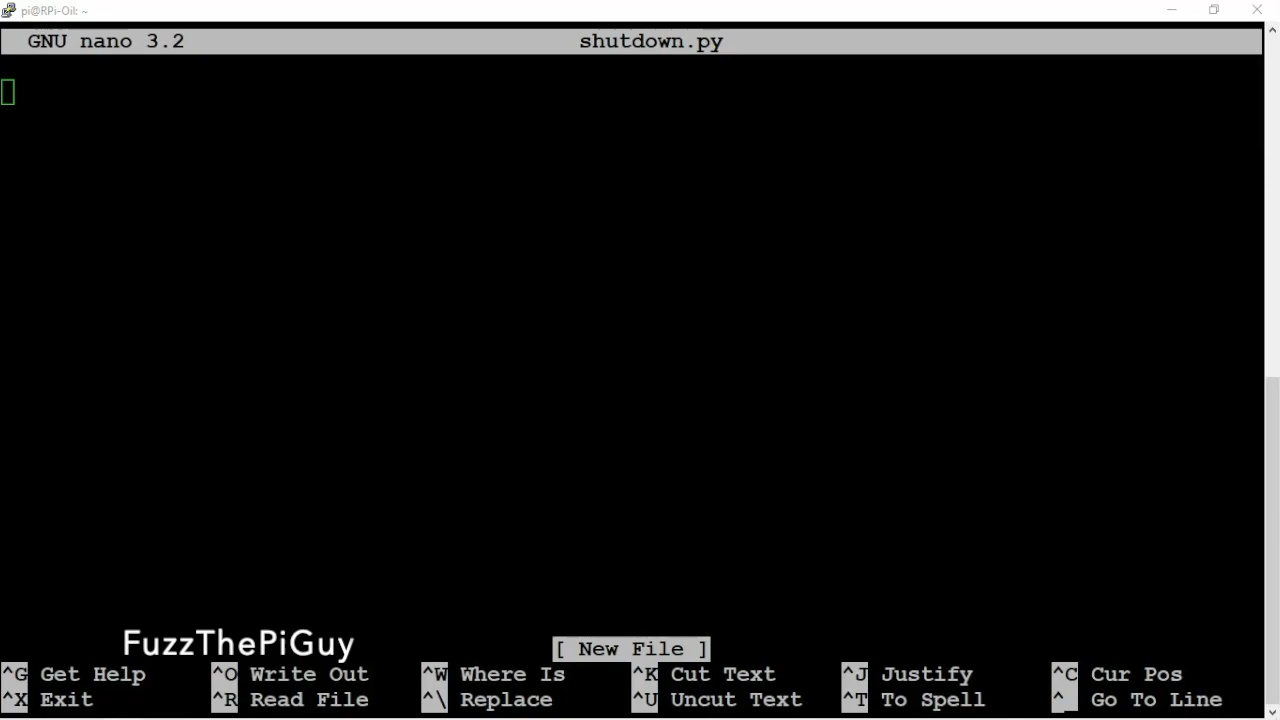 pi@RPi-Oil: ~
GNU nano 3.2 shutdown.py
FuzzThePiGuy
[ New File ]
^G Get Help ^O Write Out ^W Where Is ^K Cut Text ^J Justify ^C Cur Pos
^X Exit ^R Read File ^\ Replace ^U Uncut Text ^T To Spell ^_ Go To Line